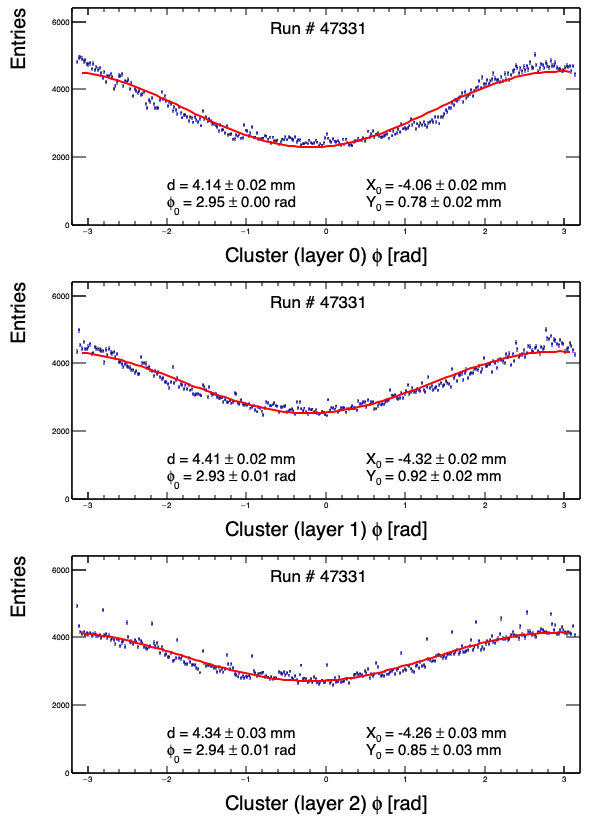 Run # 47331
Entries
6000
4000
2000
0
d = 4.14 ± 0.02 mm
X0 = -4.06 ± 0.02 mm
ϕ0 = 2.95 ± 0.00 rad
Y0 = 0.78 ± 0.02 mm
−3 −2 −1 0 1 2 3
Cluster (layer 0) ϕ [rad]
Run # 47331
Entries
6000
4000
2000
0
d = 4.41 ± 0.02 mm
X0 = -4.32 ± 0.02 mm
ϕ0 = 2.93 ± 0.01 rad
Y0 = 0.92 ± 0.02 mm
−3 −2 −1 0 1 2 3
Cluster (layer 1) ϕ [rad]
Run # 47331
Entries
6000
4000
2000
0
d = 4.34 ± 0.03 mm
X0 = -4.26 ± 0.03 mm
ϕ0 = 2.94 ± 0.01 rad
Y0 = 0.85 ± 0.03 mm
−3 −2 −1 0 1 2 3
Cluster (layer 2) ϕ [rad]